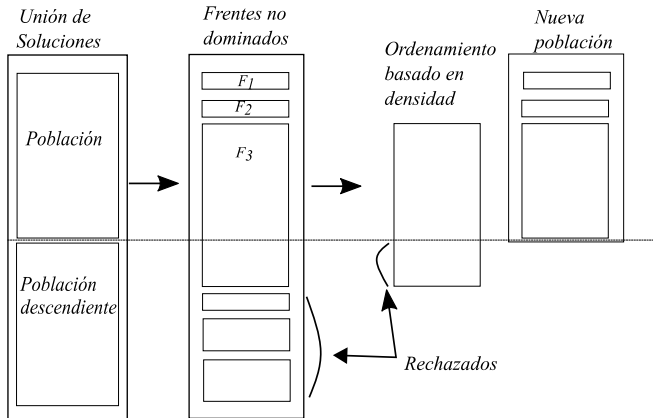 Unión de
Soluciones
Frentes no
dominados
Ordenamiento
basado en
densidad
Nueva
población
Población
F1
F2
F3
Población
descendiente
Rechazados